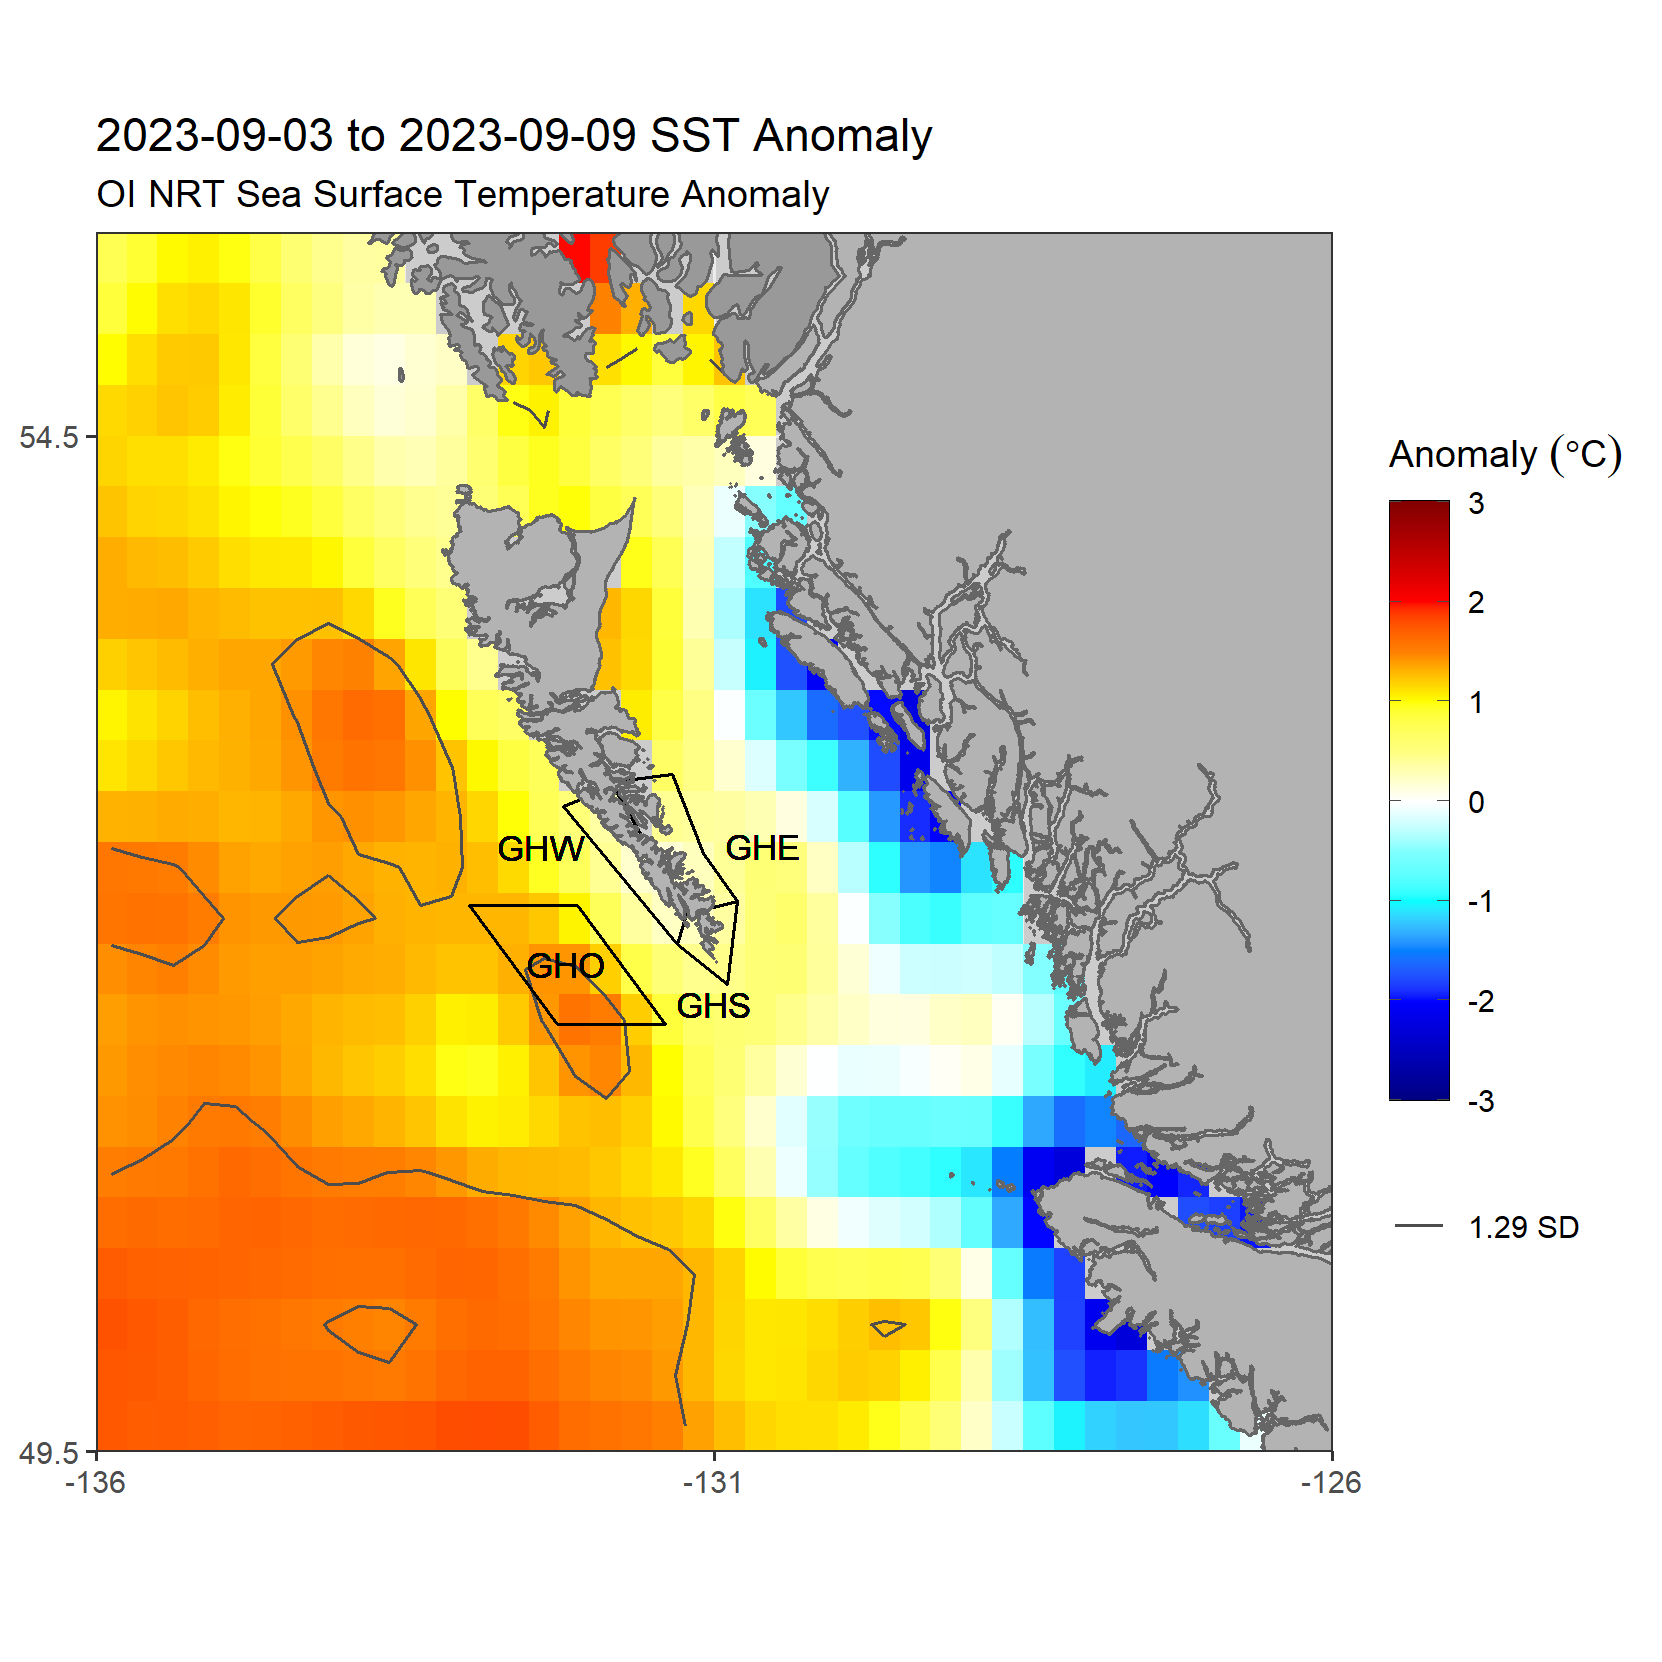 2023-09-03 to 2023-09-09 SST Anomaly
OI NRT Sea Surface Temperature Anomaly
54.5
49.5
-136
-131
-126
GHW
GHE
GHO
GHS
Anomaly (°C)
3
2
1
0
-1
-2
-3
1.29 SD